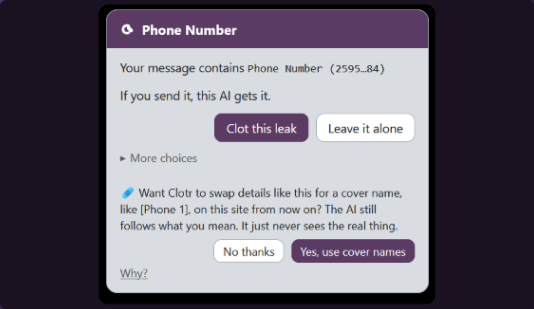 Phone Number
Your message contains Phone Number (2595…84)
If you send it, this AI gets it.
Clot this leak
Leave it alone
▸ More choices
🧪 Want Clotr to swap details like this for a cover name,
like [Phone 1], on this site from now on? The AI still
follows what you mean. It just never sees the real thing.
No thanks
Yes, use cover names
Why?